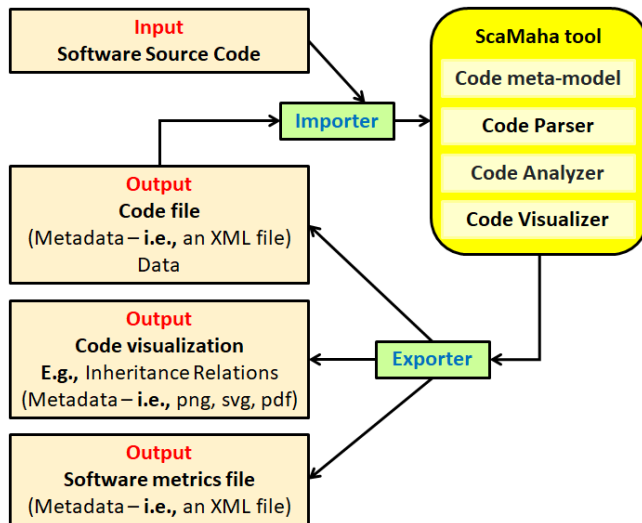 Input
Software Source Code
Importer
ScaMaha tool
Code meta-model
Code Parser
Code Analyzer
Code Visualizer
Output
Code file
(Metadata – i.e., an XML file)
Data
Output
Code visualization
E.g., Inheritance Relations
(Metadata – i.e., png, svg, pdf)
Exporter
Output
Software metrics file
(Metadata – i.e., an XML file)